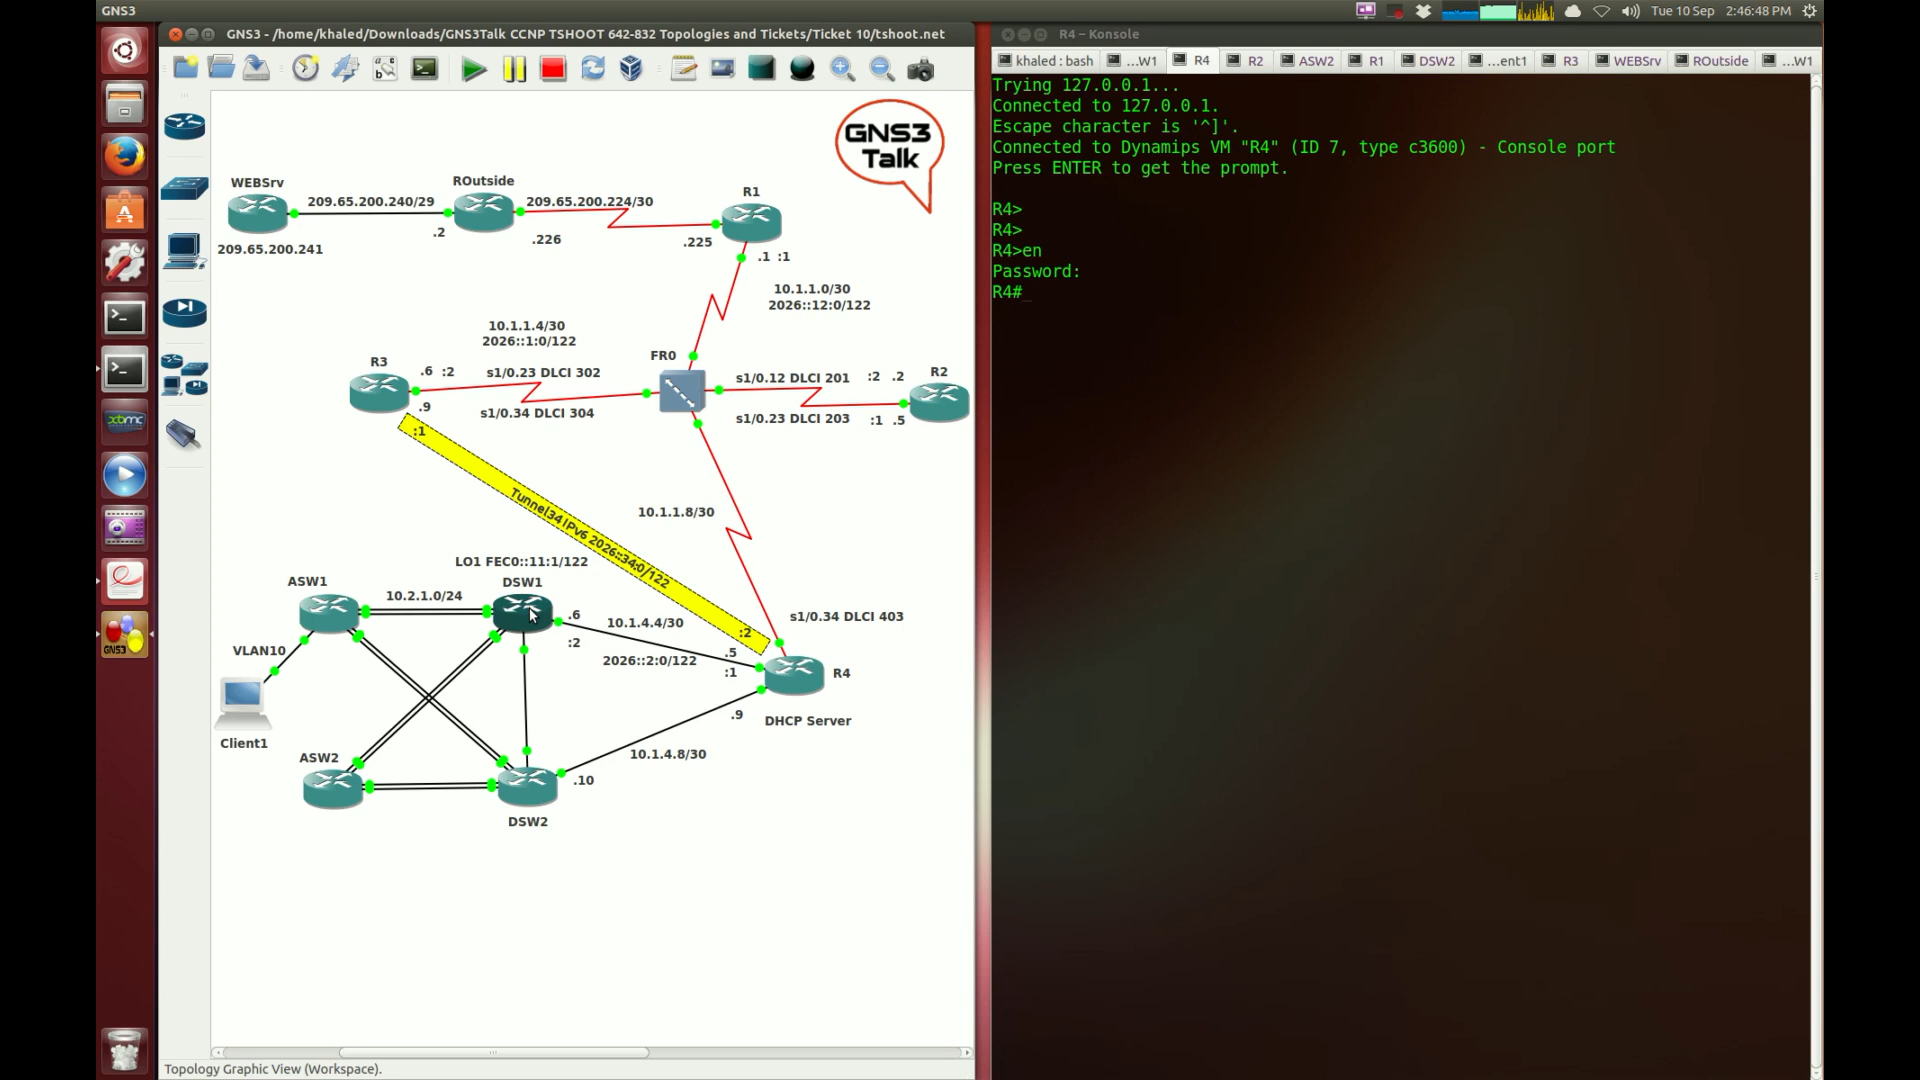 GNS3
Tue 10 Sep 2:46:48 PM
GNS3 - /home/khaled/Downloads/GNS3Talk CCNP TSHOOT 642-832 Topologies and Tickets/Ticket 10/tshoot.net
R4 – Konsole
khaled : bash
...W1
R4
R2
ASW2
R1
DSW2
...ent1
R3
WEBSrv
ROutside
...W1
Trying 127.0.0.1...
Connected to 127.0.0.1.
Escape character is '^]'.
Connected to Dynamips VM "R4" (ID 7, type c3600) - Console port
Press ENTER to get the prompt.
R4>
R4>
R4>en
Password:
R4#_
GNS3
Talk
WEBSrv
209.65.200.240/29
ROutside
209.65.200.224/30
R1
.2
.226
.225
209.65.200.241
.1 :1
10.1.1.0/30
2026::12:0/122
10.1.1.4/30
2026::1:0/122
R3
.6 :2
s1/0.23 DLCI 302
FR0
s1/0.12 DLCI 201
:2 .2
R2
.9
s1/0.34 DLCI 304
s1/0.23 DLCI 203
:1 .5
:1
Tunnel34 IPv6 2026::34:0/122
10.1.1.8/30
LO1 FEC0::11:1/122
ASW1
10.2.1.0/24
DSW1
.6
10.1.4.4/30
:2
s1/0.34 DLCI 403
:2
2026::2:0/122
.5
:1
R4
VLAN10
.9
DHCP Server
Client1
ASW2
10.1.4.8/30
.10
DSW2
GNS3
Topology Graphic View (Workspace).